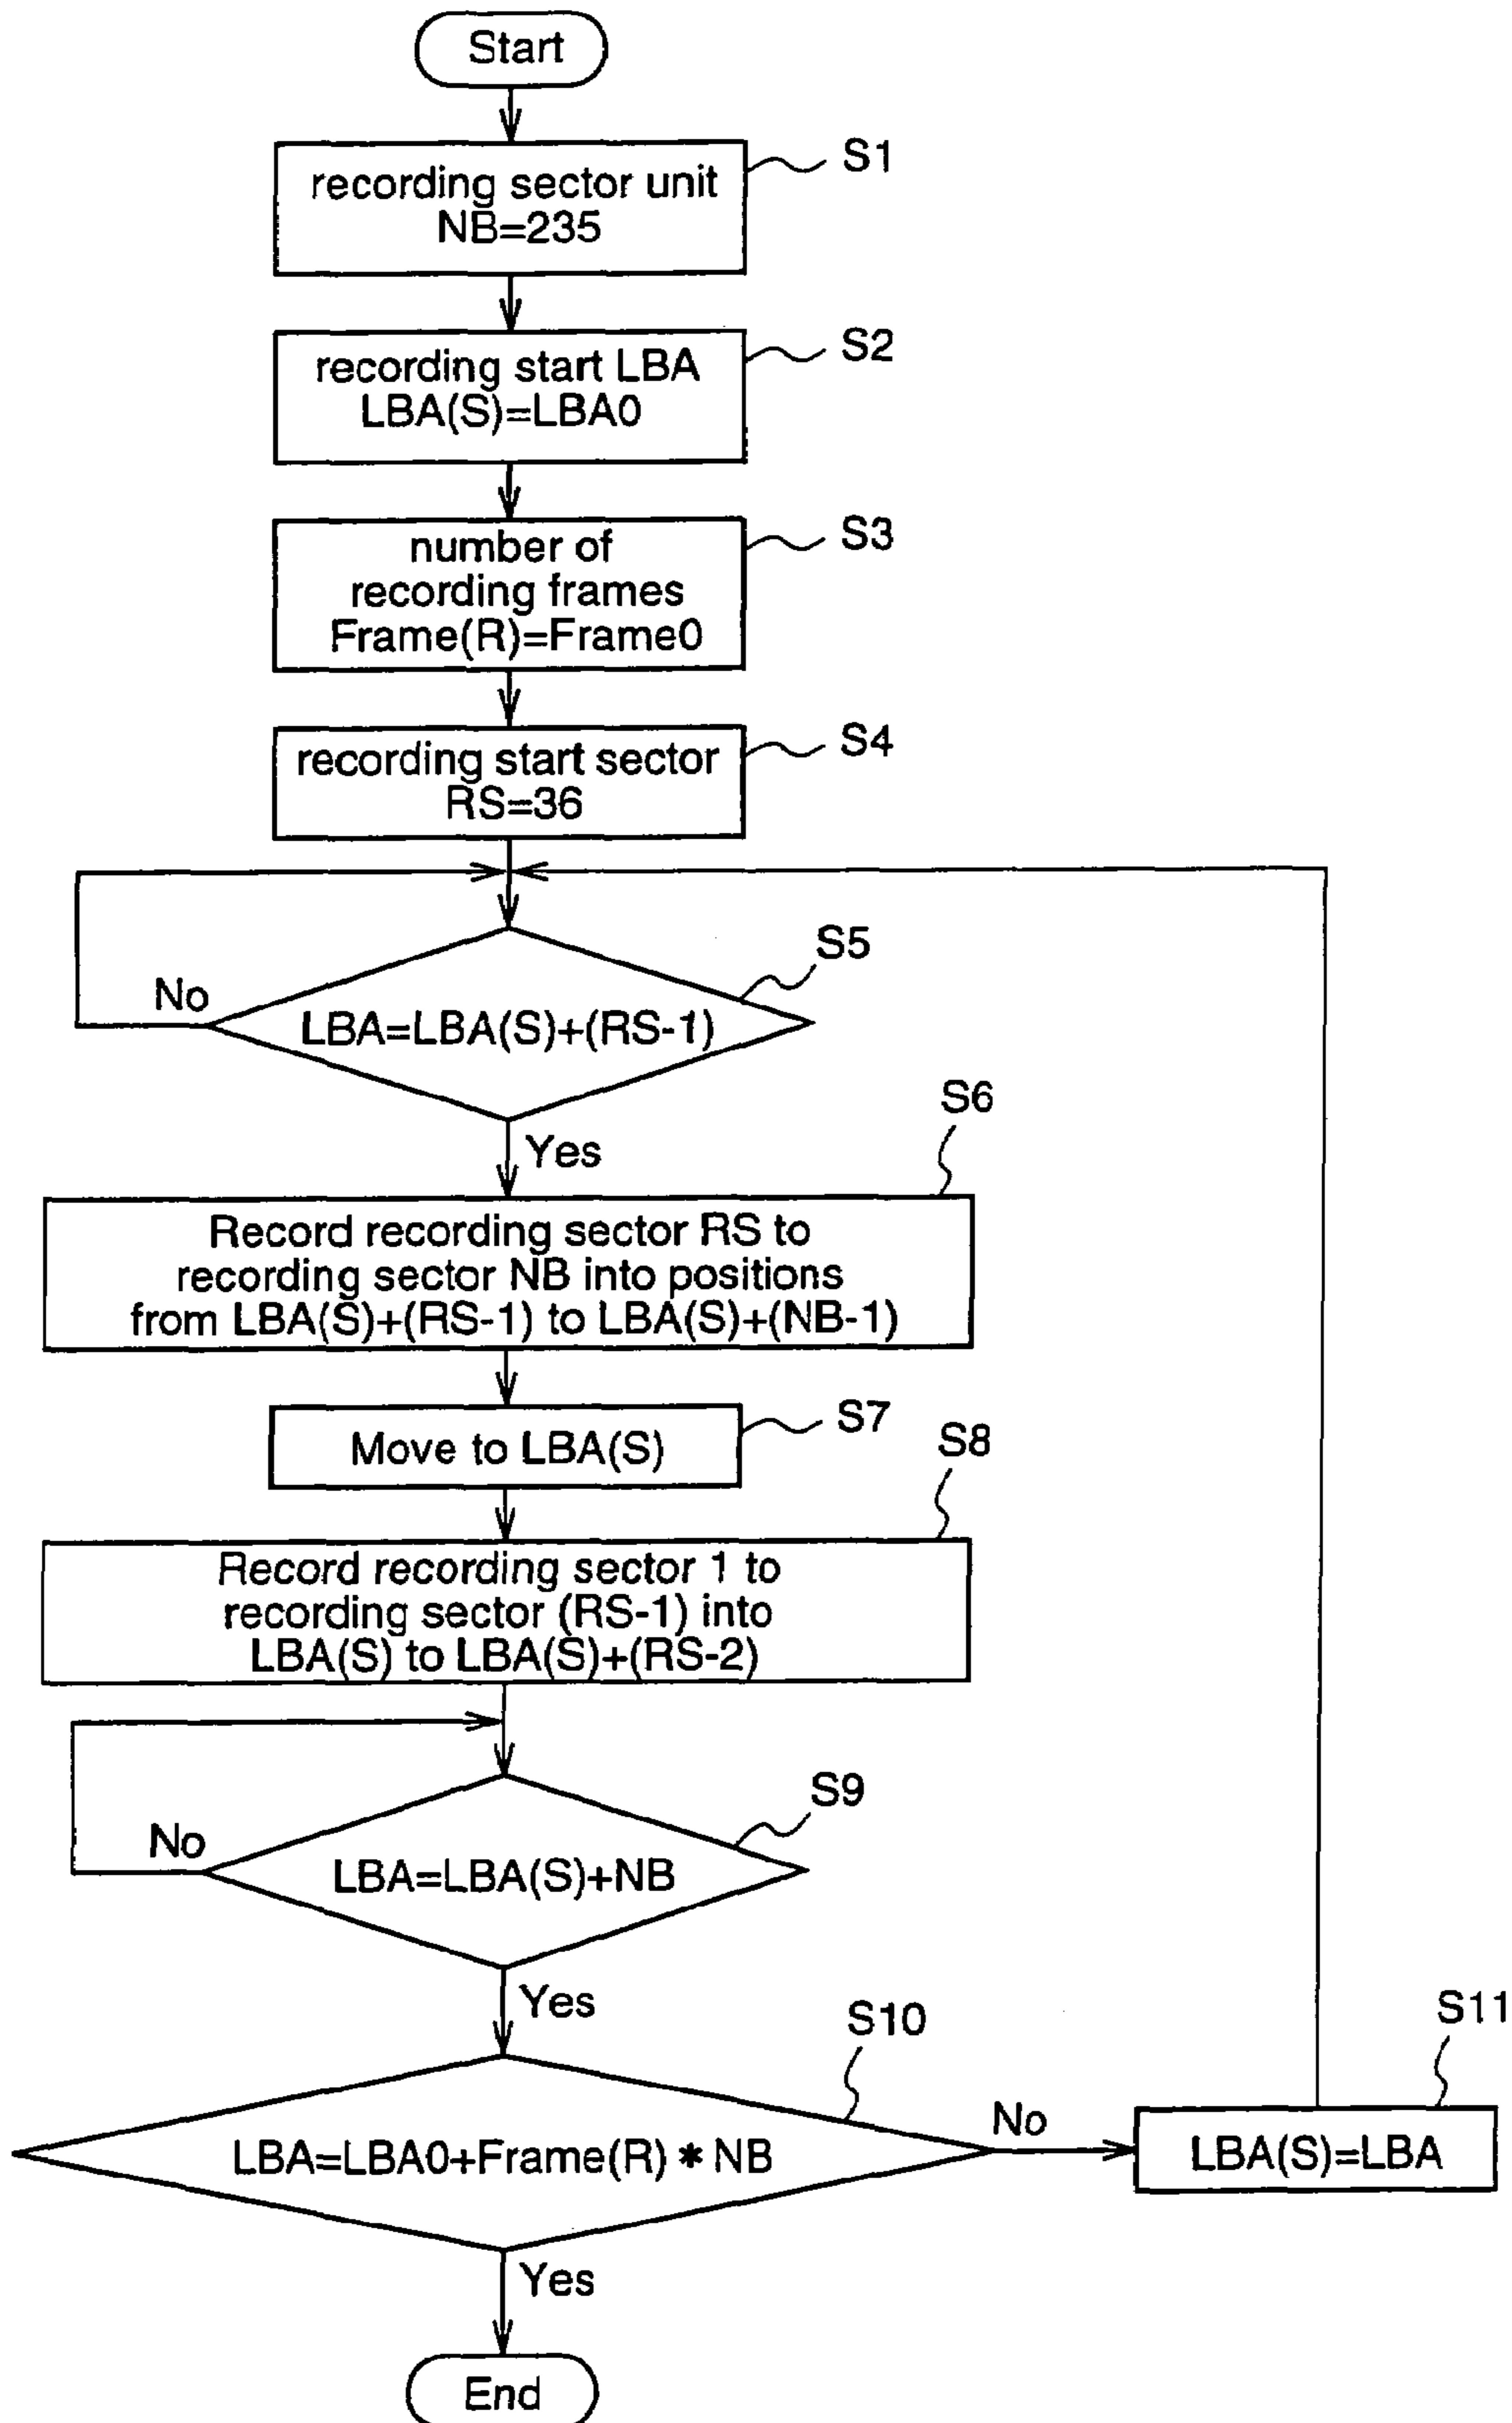 Start
recording sector unit
NB=235
S1
recording start LBA
LBA(S)=LBA0
S2
number of
recording frames
Frame(R)=Frame0
S3
recording start sector
RS=36
S4
S5
No
LBA=LBA(S)+(RS-1)
Yes
S6
Record recording sector RS to
recording sector NB into positions
from LBA(S)+(RS-1) to LBA(S)+(NB-1)
S7
Move to LBA(S)
S8
Record recording sector 1 to
recording sector (RS-1) into
LBA(S) to LBA(S)+(RS-2)
S9
No
LBA=LBA(S)+NB
Yes
S10
LBA=LBA0+Frame(R)*NB
No
S11
LBA(S)=LBA
Yes
End